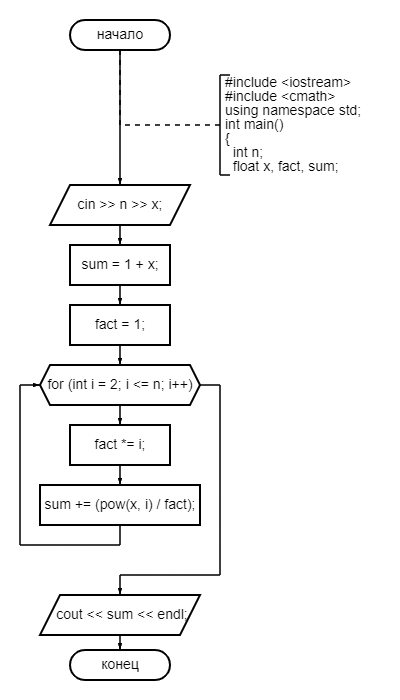 начало
#include <iostream>
#include <cmath>
using namespace std;
int main()
{
int n;
float x, fact, sum;
cin >> n >> x;
sum = 1 + x;
fact = 1;
for (int i = 2; i <= n; i++)
fact *= i;
sum += (pow(x, i) / fact);
cout << sum << endl;
конец